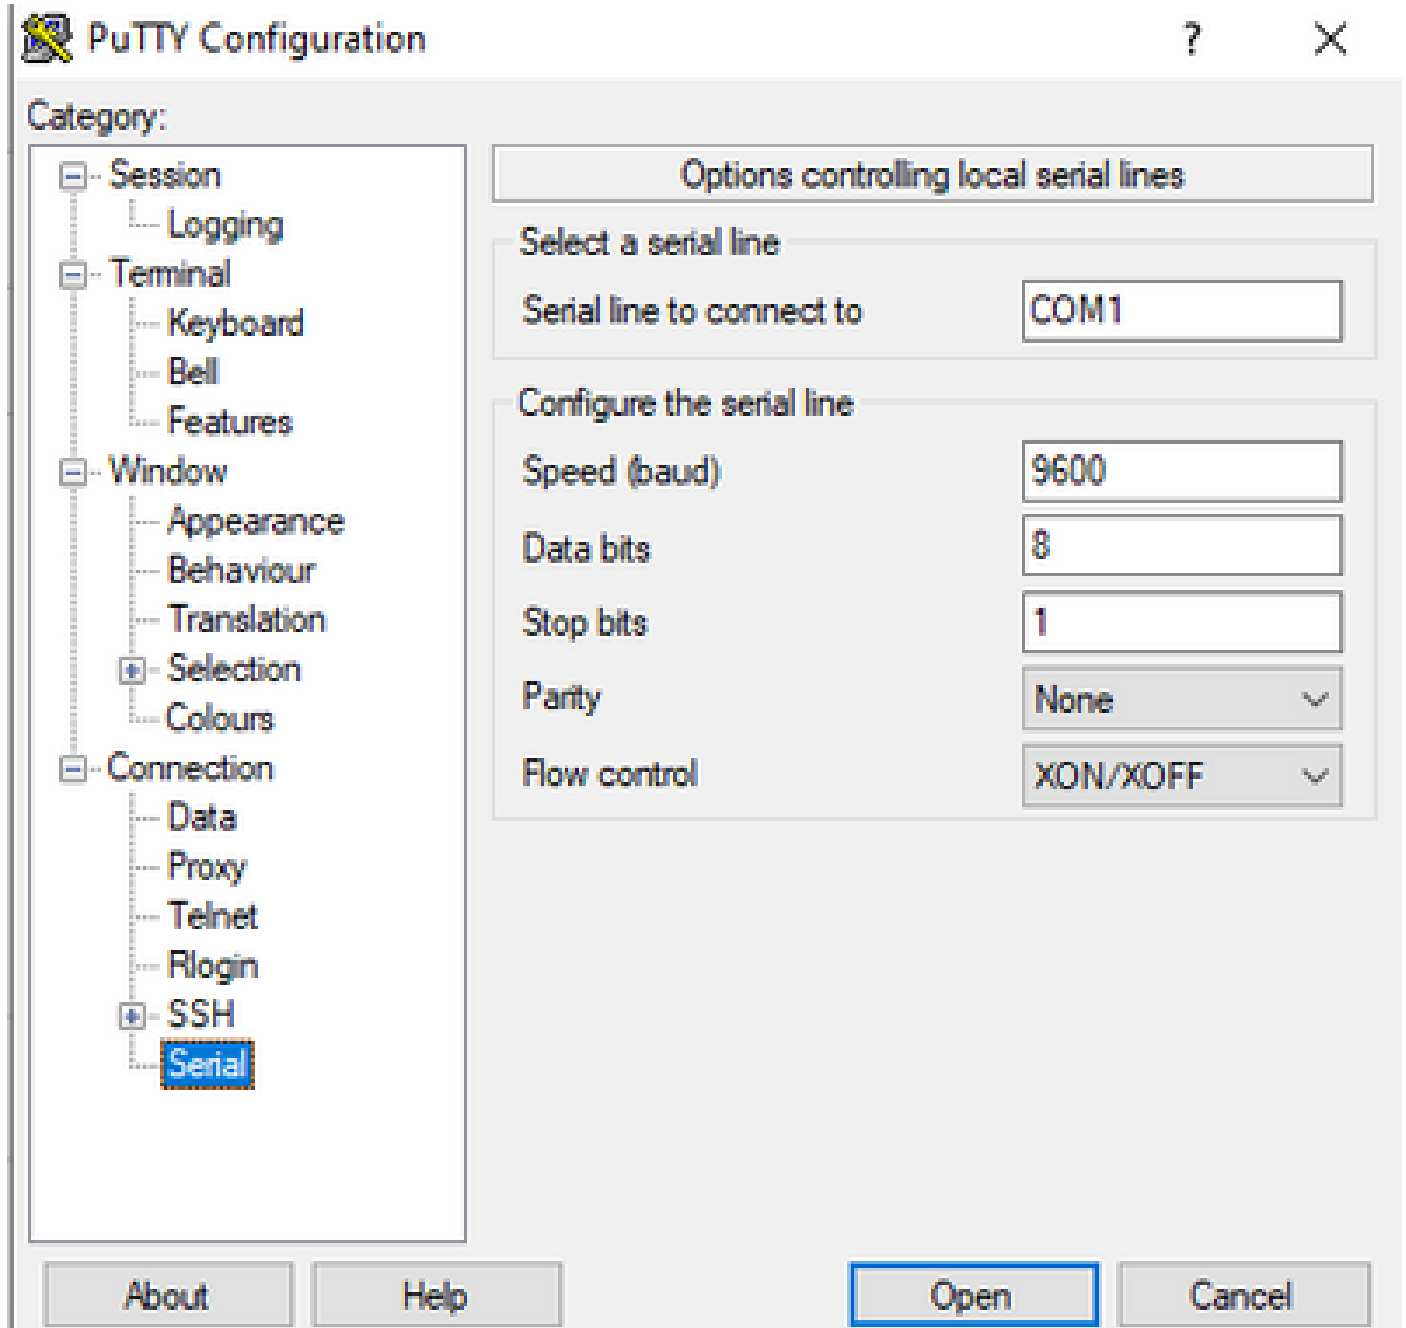 PuTTY Configuration
?
Category:
Session
Logging
Terminal
Keyboard
Bell
Features
Window
Appearance
Behaviour
Translation
Selection
Colours
Connection
Data
Proxy
Telnet
Rlogin
SSH
Serial
Options controlling local serial lines
Select a serial line
Serial line to connect to COM1
Configure the serial line
Speed (baud) 9600
Data bits 8
Stop bits 1
Parity None
Flow control XON/XOFF
About Help Open Cancel